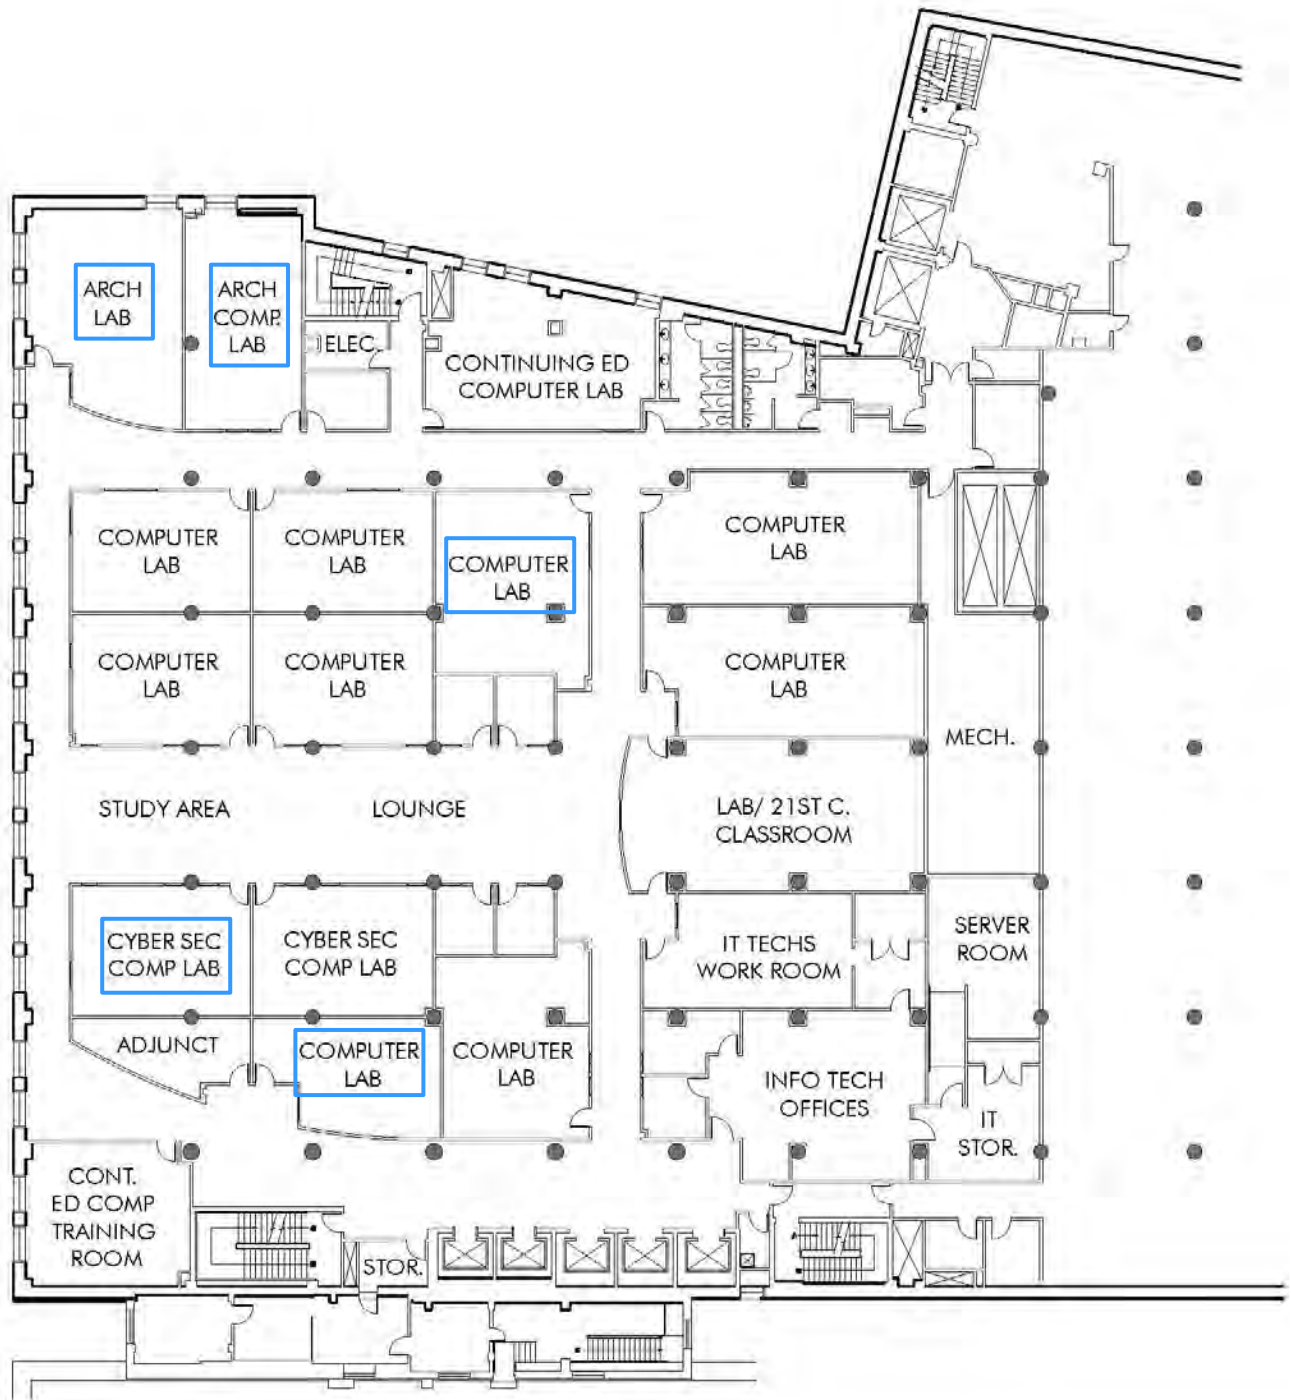 ARCH
LAB
ARCH
COMP.
LAB
ELEC.
CONTINUING ED
COMPUTER LAB
COMPUTER
LAB
COMPUTER
LAB
COMPUTER
LAB
COMPUTER
LAB
COMPUTER
LAB
COMPUTER
LAB
COMPUTER
LAB
MECH.
STUDY AREA
LOUNGE
LAB/ 21ST C.
CLASSROOM
CYBER SEC
COMP LAB
CYBER SEC
COMP LAB
IT TECHS
WORK ROOM
SERVER
ROOM
ADJUNCT
COMPUTER
LAB
COMPUTER
LAB
INFO TECH
OFFICES
IT
STOR.
CONT.
ED COMP
TRAINING
ROOM
STOR.